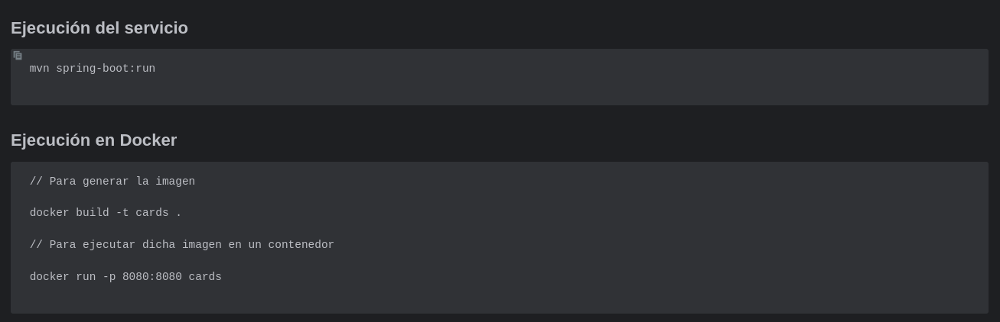 Ejecución del servicio
mvn spring-boot:run
Ejecución en Docker
// Para generar la imagen
docker build -t cards .
// Para ejecutar dicha imagen en un contenedor
docker run -p 8080:8080 cards